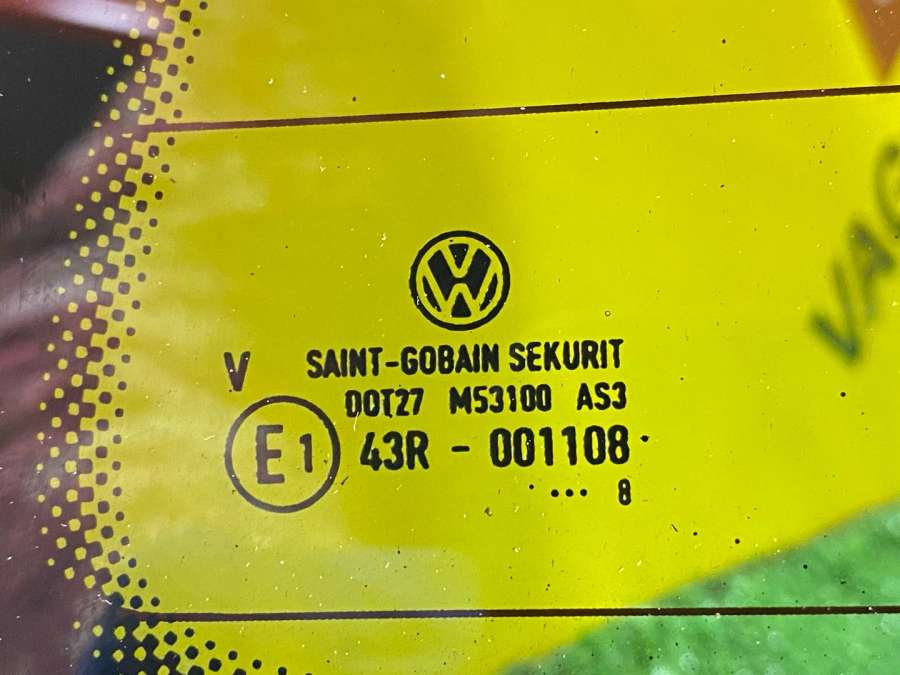 V SAINT-GOBAIN SEKURIT
DOT27 M53100 AS3
E1 43R - 001108
... 8